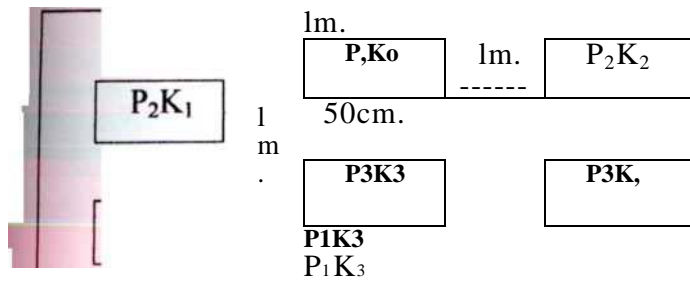 lm.
P,Ko lm. P₂K₂
------
P₂K₁
l
m
.
50cm.
P3K3 P3K,
P1K3
P₁K₃